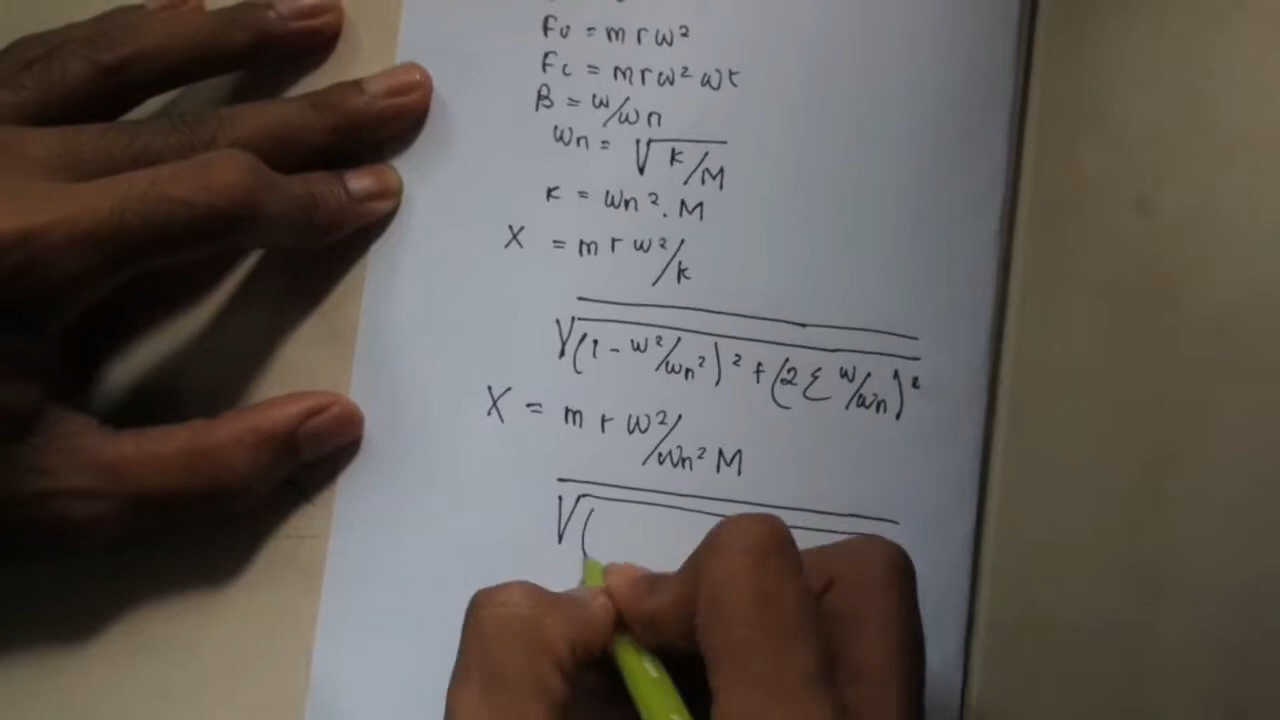 Fo = m r ω²
Fc = m r ω² ωt
β = ω/ωn
ωn = √K/M
K = ωn². M
X = m r ω²/k
√(1 - ω²/ωn²)² + (2 ξ ω/ωn)²
X = m r ω²/ωn² M
√(